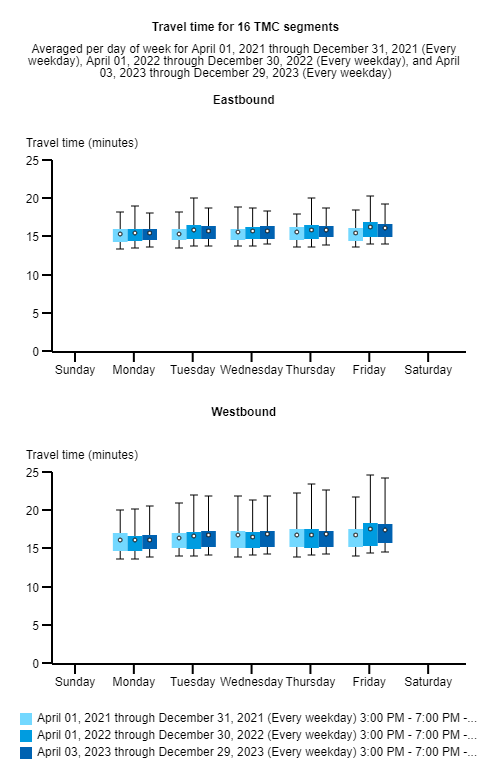 Travel time for 16 TMC segments
Averaged per day of week for April 01, 2021 through December 31, 2021 (Every
weekday), April 01, 2022 through December 30, 2022 (Every weekday), and April
03, 2023 through December 29, 2023 (Every weekday)
Eastbound
Travel time (minutes)
25
20
15
10
5
0
Sunday Monday Tuesday Wednesday Thursday Friday Saturday
Westbound
Travel time (minutes)
25
20
15
10
5
0
Sunday Monday Tuesday Wednesday Thursday Friday Saturday
April 01, 2021 through December 31, 2021 (Every weekday) 3:00 PM - 7:00 PM -...
April 01, 2022 through December 30, 2022 (Every weekday) 3:00 PM - 7:00 PM -...
April 03, 2023 through December 29, 2023 (Every weekday) 3:00 PM - 7:00 PM -...